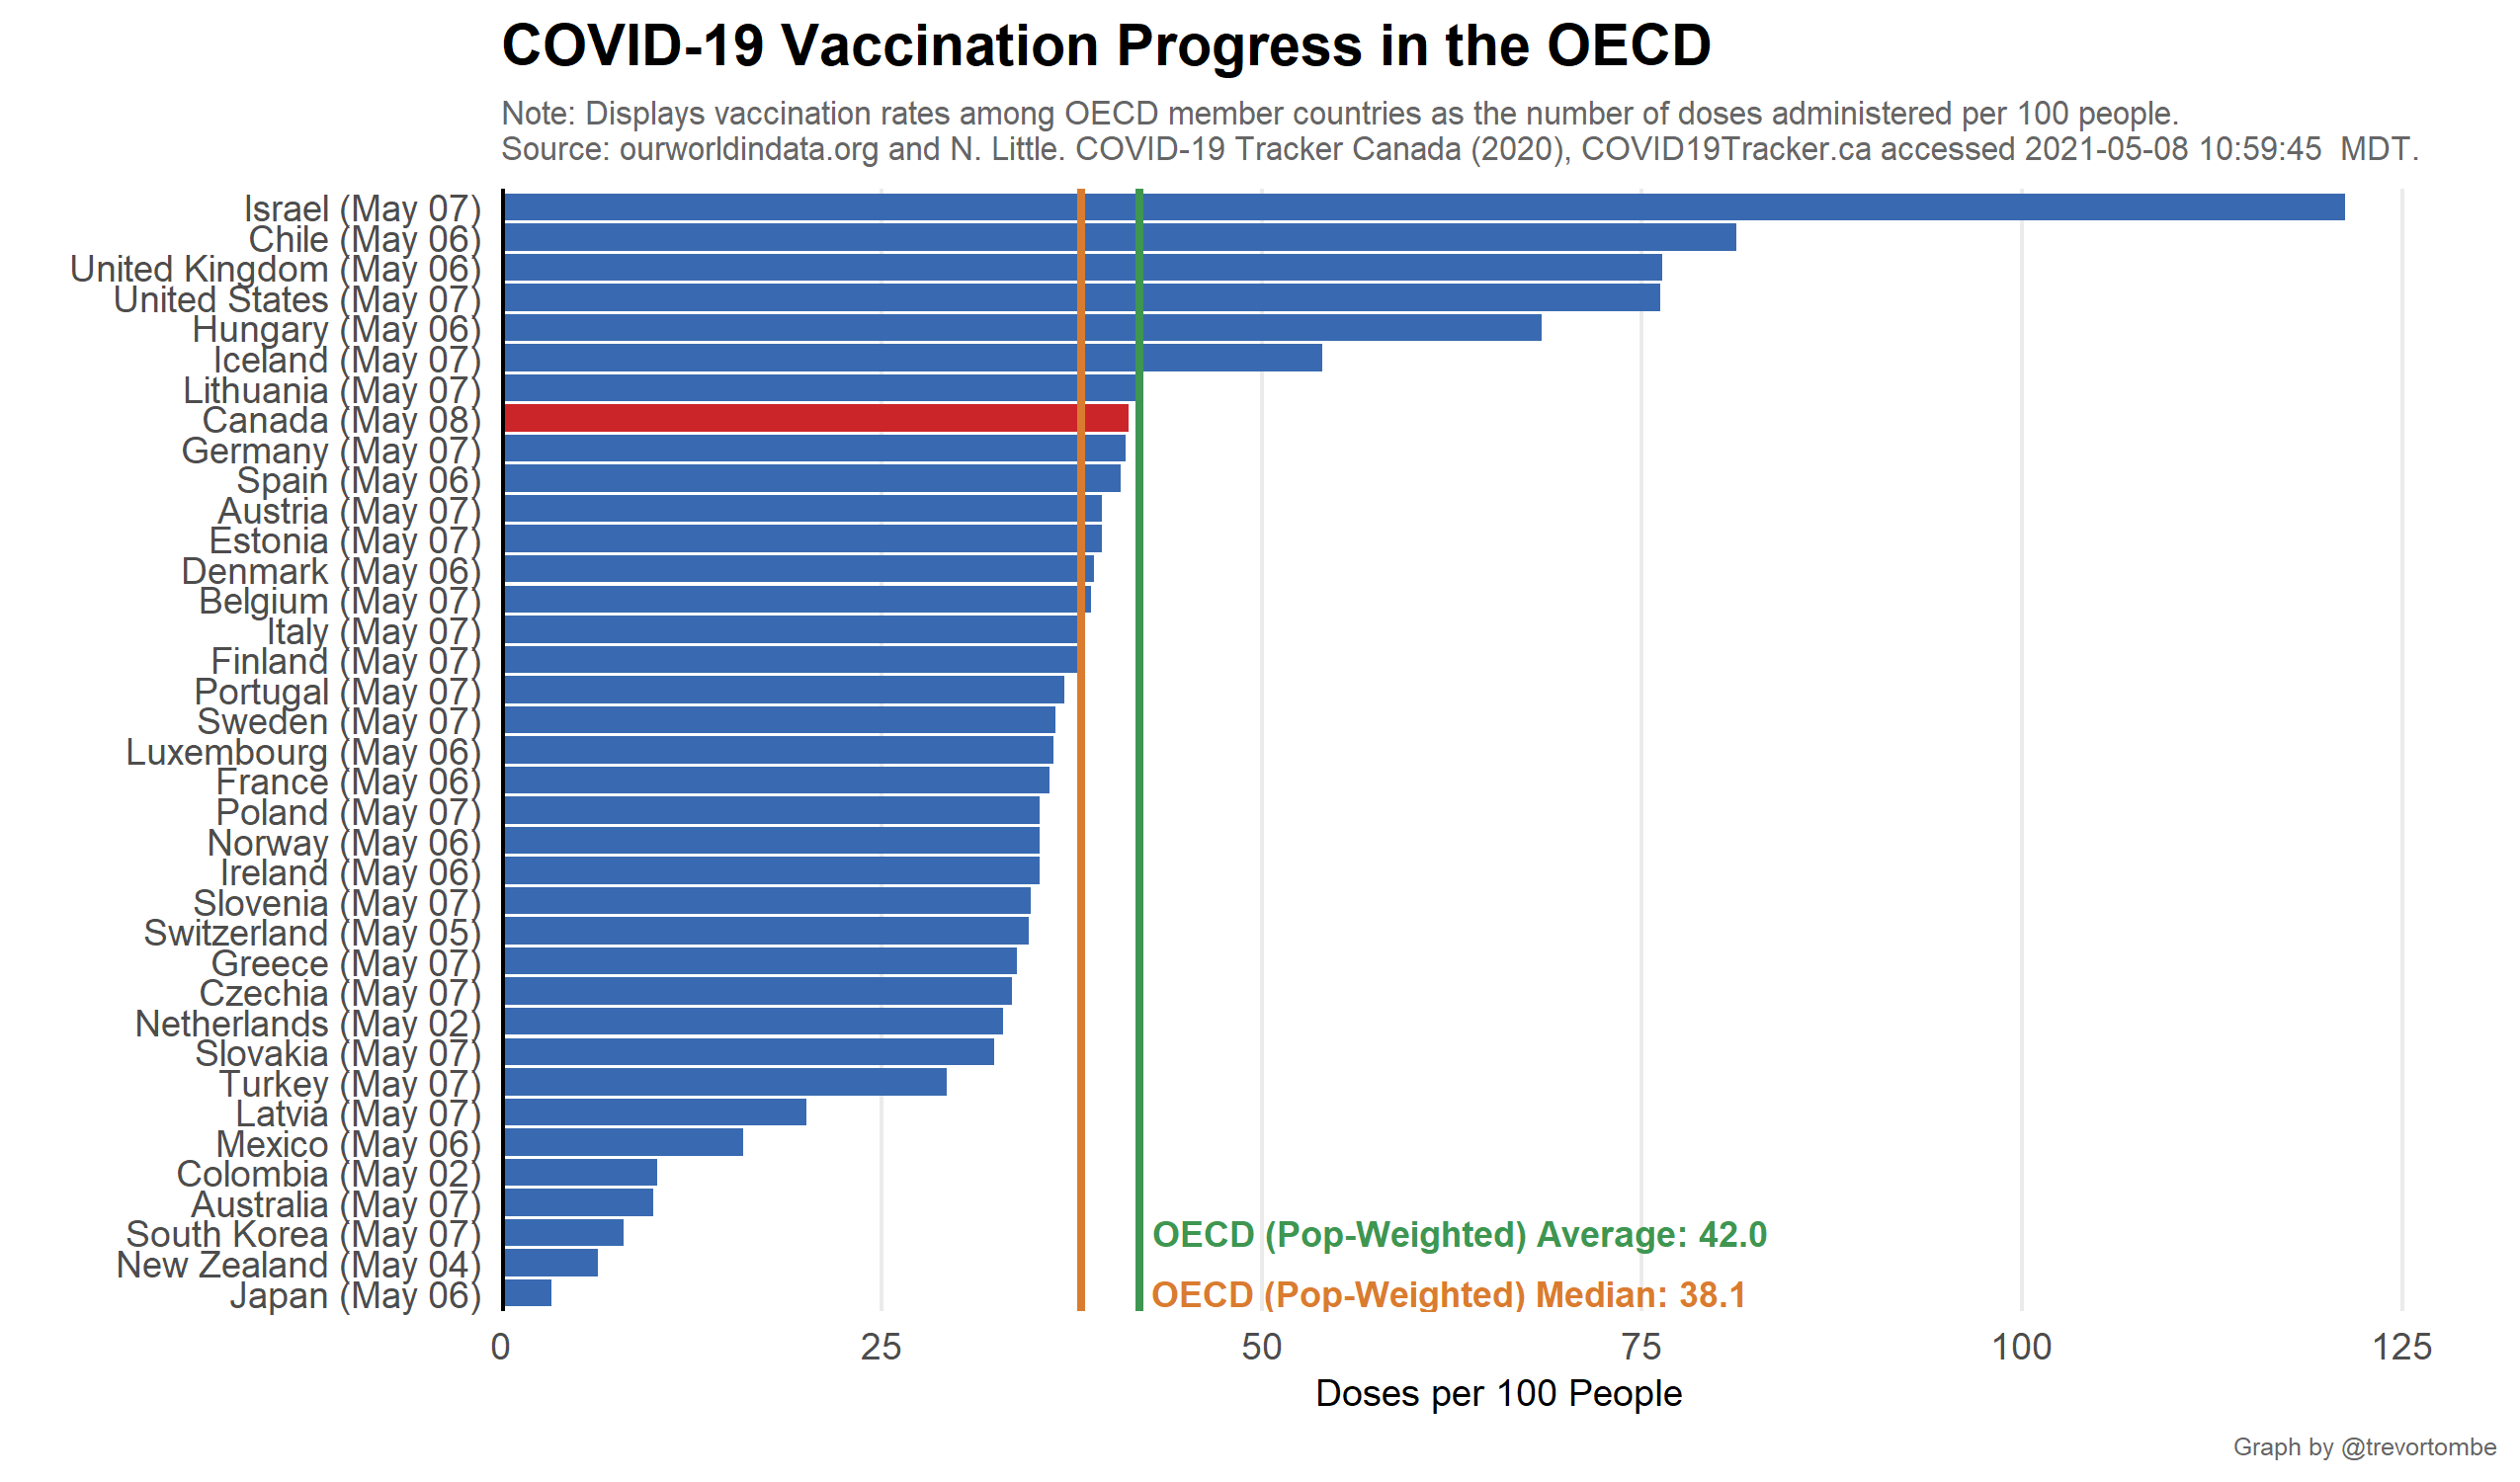 COVID-19 Vaccination Progress in the OECD
Note: Displays vaccination rates among OECD member countries as the number of doses administered per 100 people.
Source: ourworldindata.org and N. Little. COVID-19 Tracker Canada (2020), COVID19Tracker.ca accessed 2021-05-08 10:59:45  MDT.
Israel (May 07)
Chile (May 06)
United Kingdom (May 06)
United States (May 07)
Hungary (May 06)
Iceland (May 07)
Lithuania (May 07)
Canada (May 08)
Germany (May 07)
Spain (May 06)
Austria (May 07)
Estonia (May 07)
Denmark (May 06)
Belgium (May 07)
Italy (May 07)
Finland (May 07)
Portugal (May 07)
Sweden (May 07)
Luxembourg (May 06)
France (May 06)
Poland (May 07)
Norway (May 06)
Ireland (May 06)
Slovenia (May 07)
Switzerland (May 05)
Greece (May 07)
Czechia (May 07)
Netherlands (May 02)
Slovakia (May 07)
Turkey (May 07)
Latvia (May 07)
Mexico (May 06)
Colombia (May 02)
Australia (May 07)
South Korea (May 07)
New Zealand (May 04)
Japan (May 06)
OECD (Pop-Weighted) Average: 42.0
OECD (Pop-Weighted) Median: 38.1
0 25 50 75 100 125
Doses per 100 People
Graph by @trevortombe